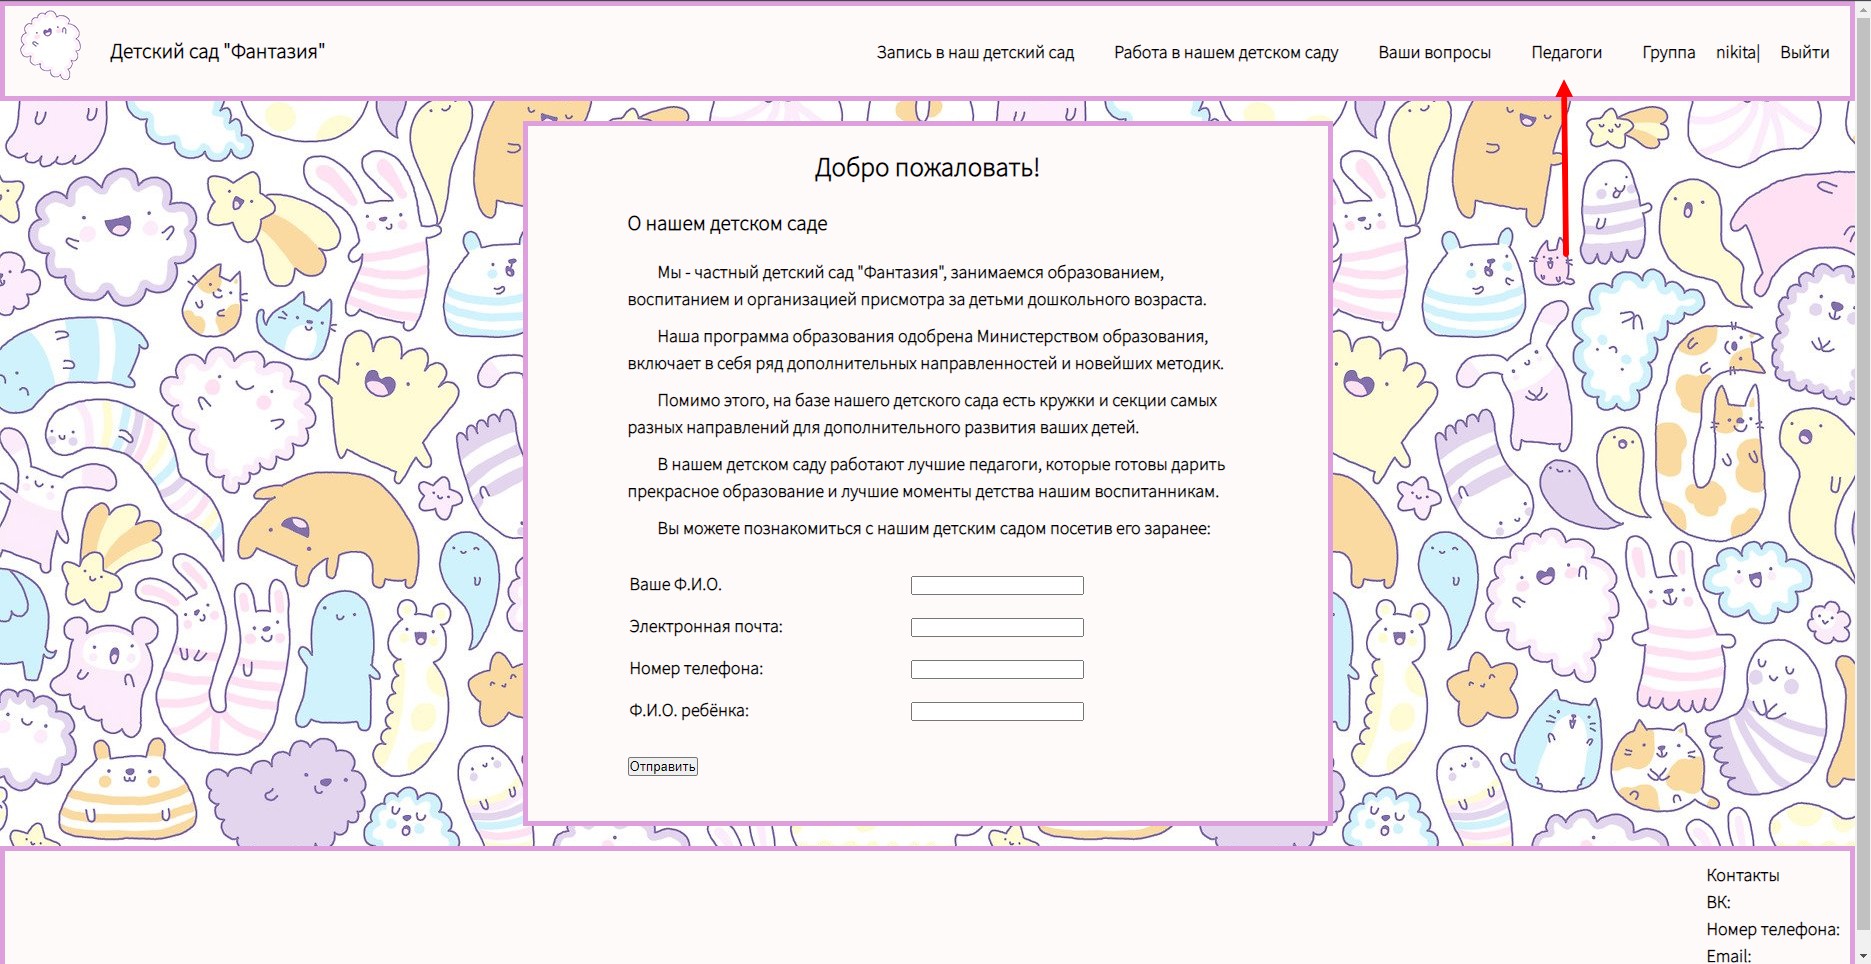 Детский сад "Фантазия"
Запись в наш детский сад
Работа в нашем детском саду
Ваши вопросы
Педагоги
Группа
nikita|
Выйти
Добро пожаловать!
О нашем детском саде
Мы - частный детский сад "Фантазия", занимаемся образованием,
воспитанием и организацией присмотра за детьми дошкольного возраста.
Наша программа образования одобрена Министерством образования,
включает в себя ряд дополнительных направленностей и новейших методик.
Помимо этого, на базе нашего детского сада есть кружки и секции самых
разных направлений для дополнительного развития ваших детей.
В нашем детском саду работают лучшие педагоги, которые готовы дарить
прекрасное образование и лучшие моменты детства нашим воспитанникам.
Вы можете познакомиться с нашим детским садом посетив его заранее:
Ваше Ф.И.О.
Электронная почта:
Номер телефона:
Ф.И.О. ребёнка:
Отправить
Контакты
ВК:
Номер телефона:
Email: